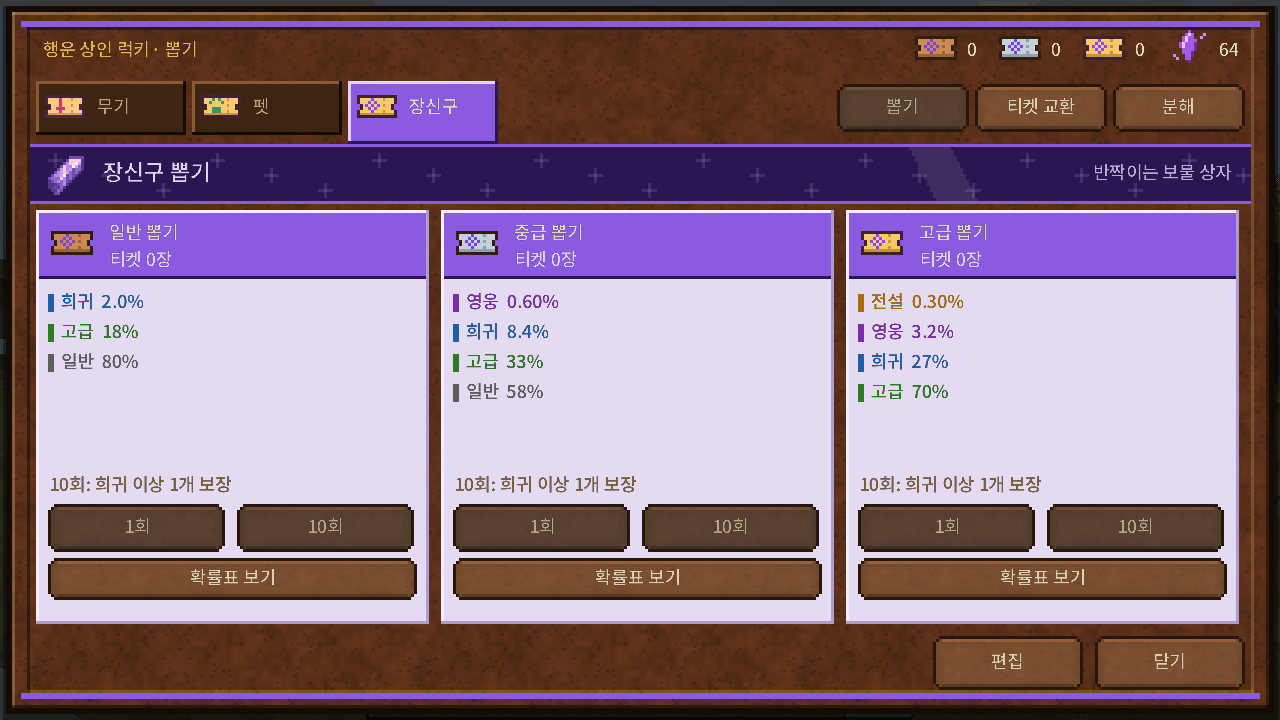 행운 상인 럭키 · 뽑기
0
0
0
64
무기
펫
장신구
뽑기
티켓 교환
분해
장신구 뽑기
반짝이는 보물 상자
일반 뽑기
티켓 0장
희귀 2.0%
고급 18%
일반 80%
10회: 희귀 이상 1개 보장
1회
10회
확률표 보기
중급 뽑기
티켓 0장
영웅 0.60%
희귀 8.4%
고급 33%
일반 58%
10회: 희귀 이상 1개 보장
1회
10회
확률표 보기
고급 뽑기
티켓 0장
전설 0.30%
영웅 3.2%
희귀 27%
고급 70%
10회: 희귀 이상 1개 보장
1회
10회
확률표 보기
편집
닫기